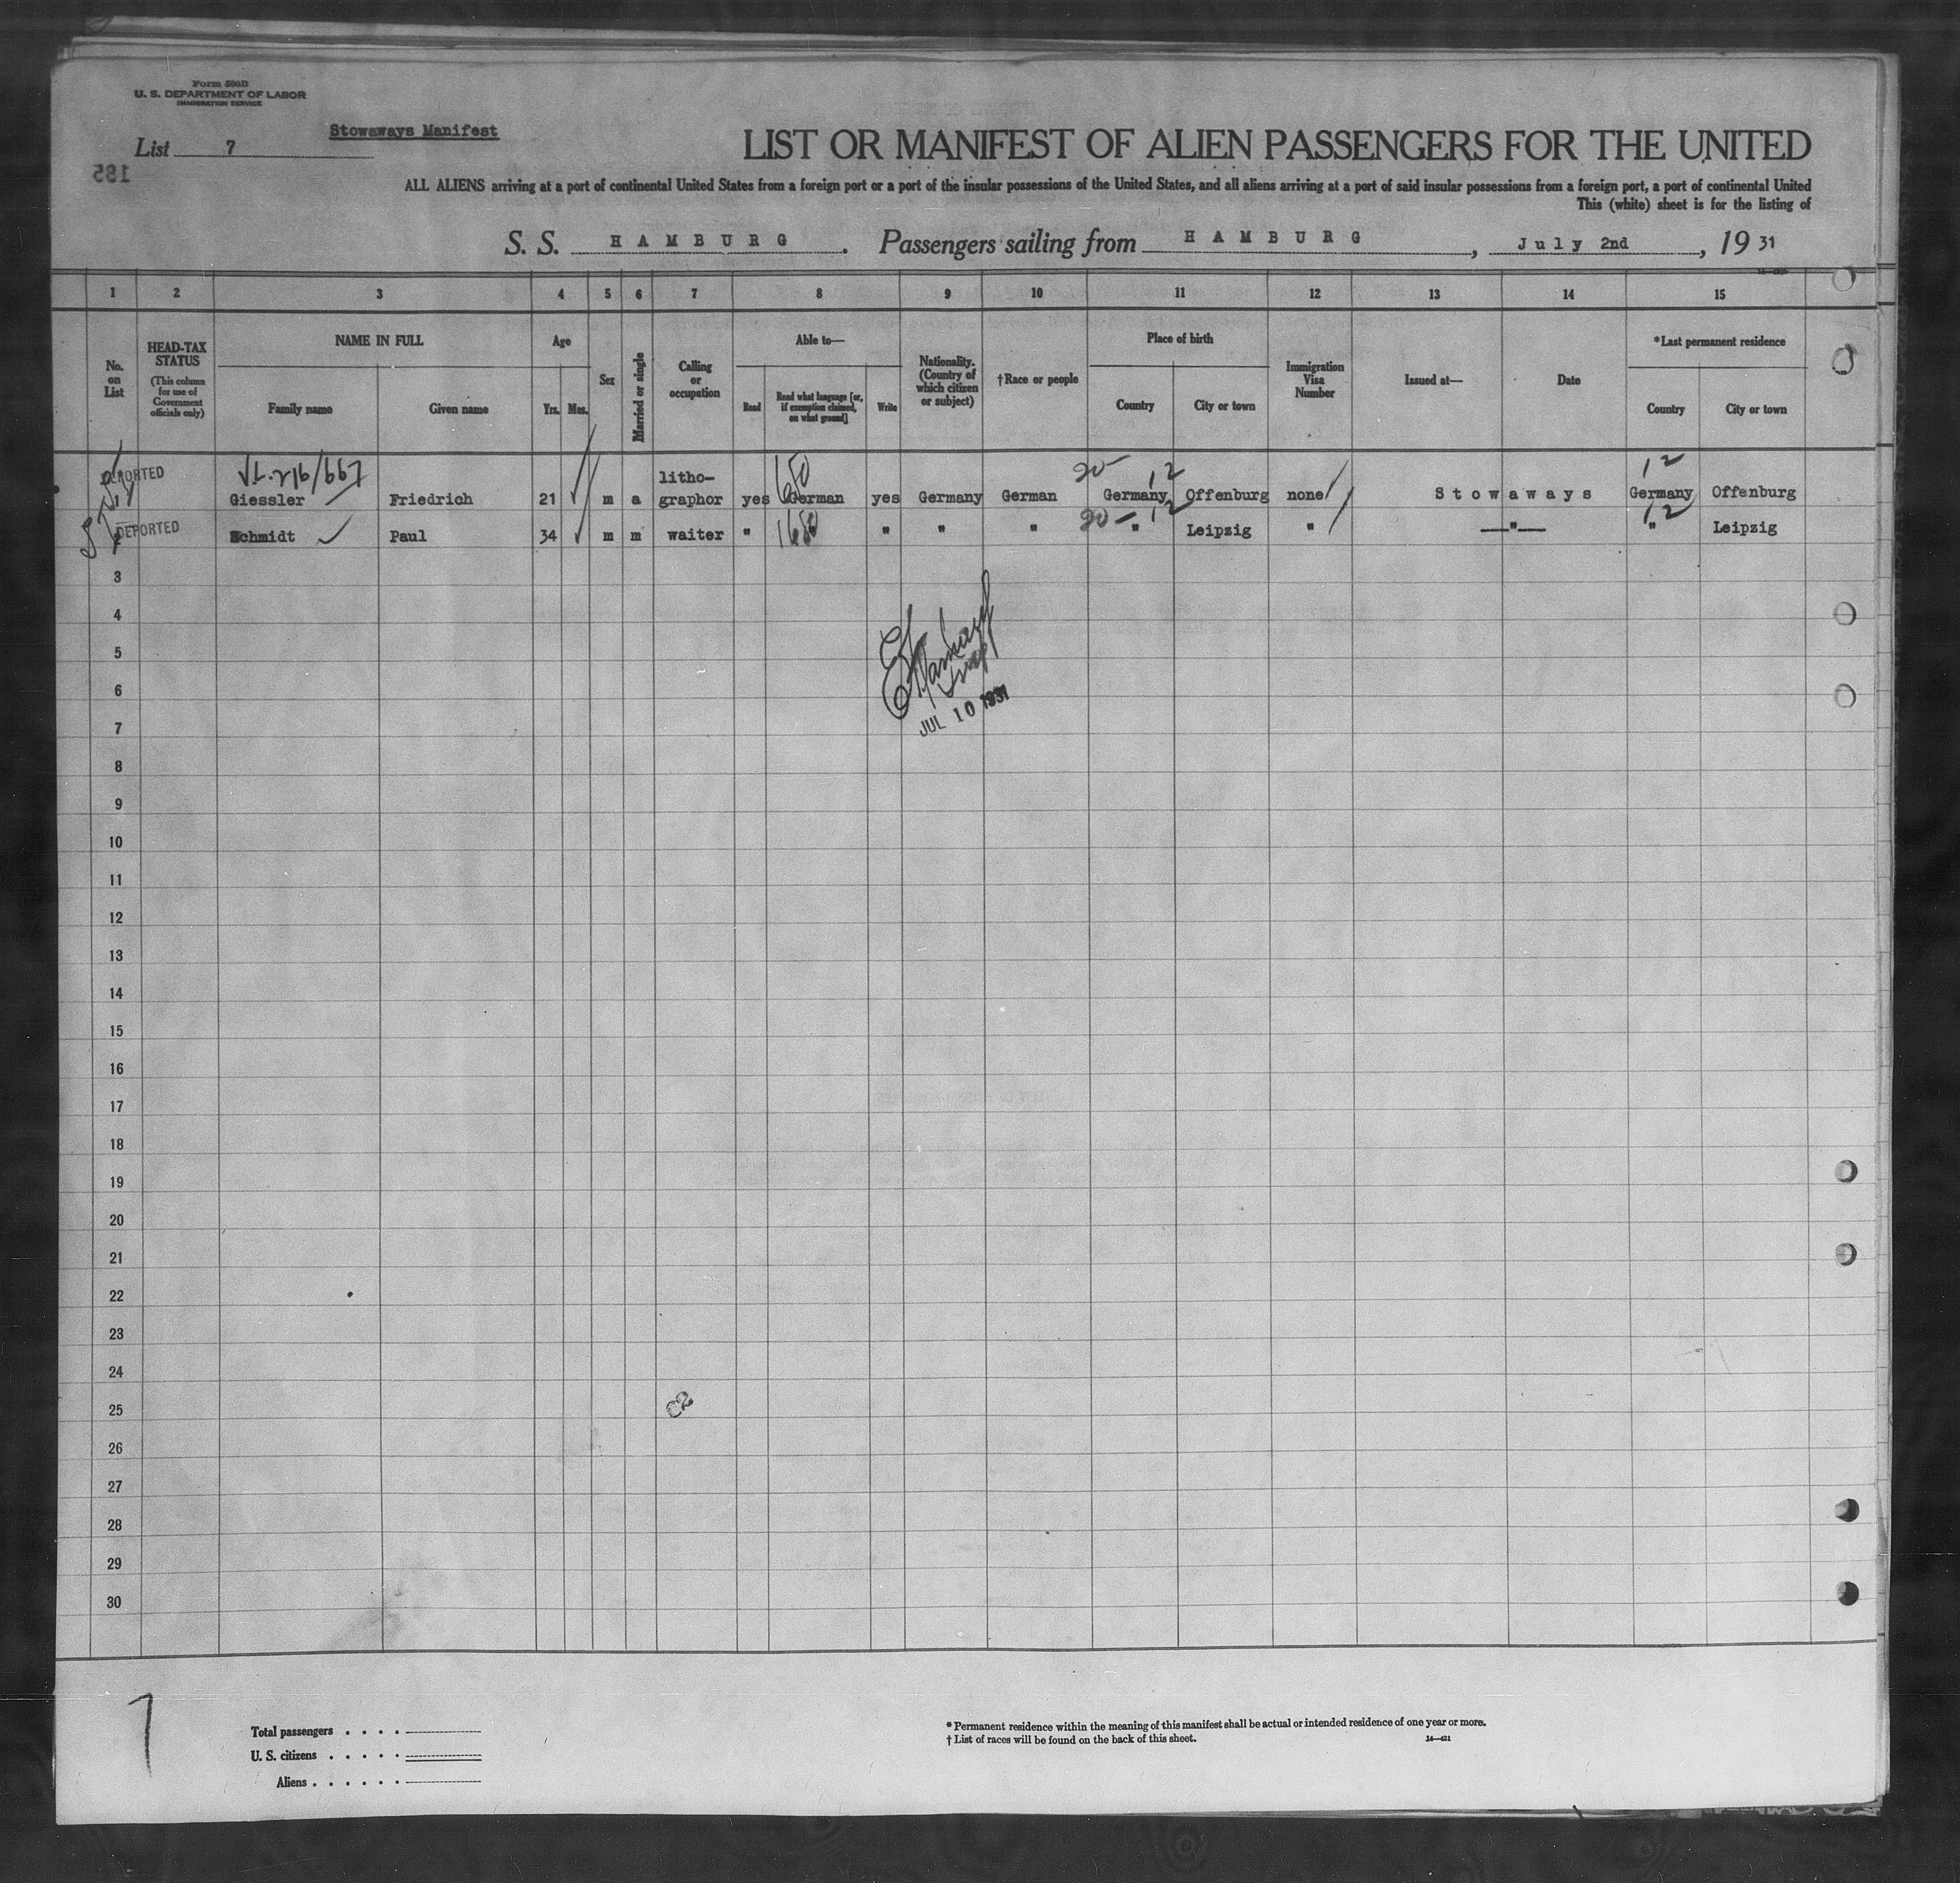 Form 500B
U. S. DEPARTMENT OF LABOR
IMMIGRATION SERVICE
Stowaways Manifest
List 7
185
LIST OR MANIFEST OF ALIEN PASSENGERS FOR THE UNITED
ALL ALIENS arriving at a port of continental United States from a foreign port or a port of the insular possessions of the United States, and all aliens arriving at a port of said insular possessions from a foreign port, a port of continental United
This (white) sheet is for the listing of
S. S. HAMBURG. Passengers sailing from HAMBURG, July 2nd, 1931
1 2 3 4 5 6 7 8 9 10 11 12 13 14 15
No. on List
HEAD-TAX STATUS
(This column for use of Government officials only)
NAME IN FULL
Family name Given name
Age
Yrs. Mos.
Sex
Married or single
Calling or occupation
Able to—
Read
Read what language [or, if exemption claimed, on what ground]
Write
Nationality. (Country of which citizen or subject)
†Race or people
Place of birth
Country City or town
Immigration Visa Number
Issued at—
Date
*Last permanent residence
Country City or town
DEPORTED
VL-216/667
20- 12 12
1 Giessler Friedrich 21 m a litho-graphor yes German yes Germany German Germany Offenburg none Stowaways Germany Offenburg
DEPORTED
20- 12 12
2 Schmidt Paul 34 m m waiter " " " " " Leipzig " —"— " Leipzig
3
4
5
6
JUL 10 1931
7
8
9
10
11
12
13
14
15
16
17
18
19
20
21
22
23
24
25
26
27
28
29
30
7
Total passengers . . . .
U. S. citizens . . . . .
Aliens . . . . . .
* Permanent residence within the meaning of this manifest shall be actual or intended residence of one year or more.
† List of races will be found on the back of this sheet.
14—431